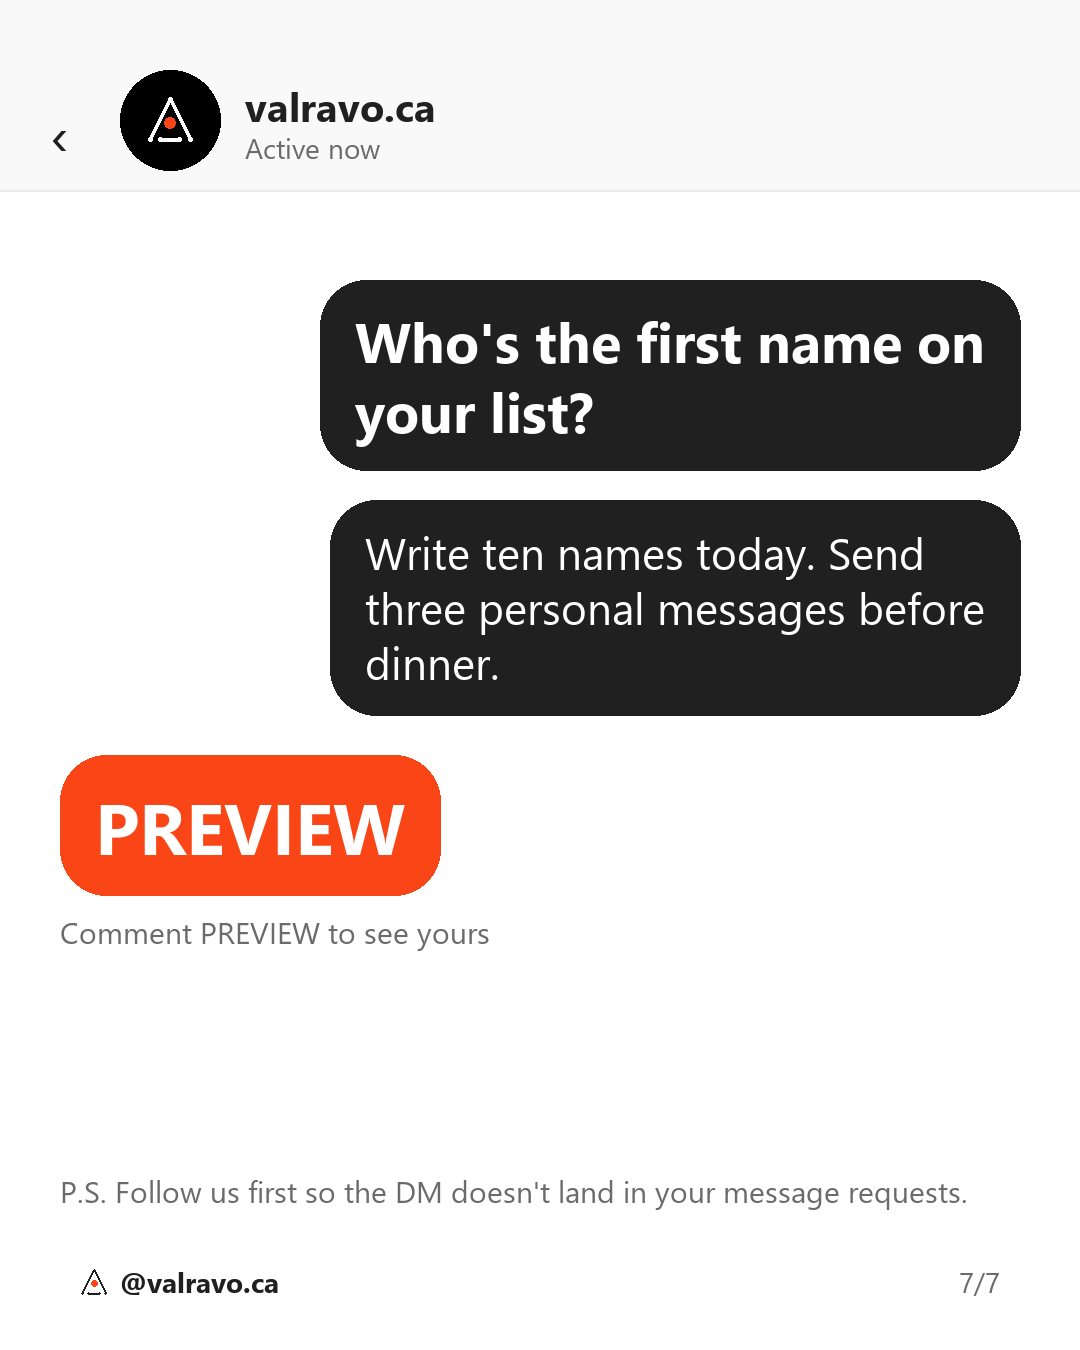 ‹
valravo.ca
Active now
Who's the first name on
your list?
Write ten names today. Send
three personal messages before
dinner.
PREVIEW
Comment PREVIEW to see yours
P.S. Follow us first so the DM doesn't land in your message requests.
@valravo.ca
7/7